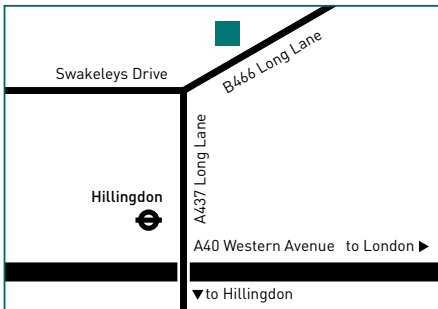 Swakeleys Drive
B466 Long Lane
A437 Long Lane
Hillingdon
A40 Western Avenue to London ▶
▼to Hillingdon